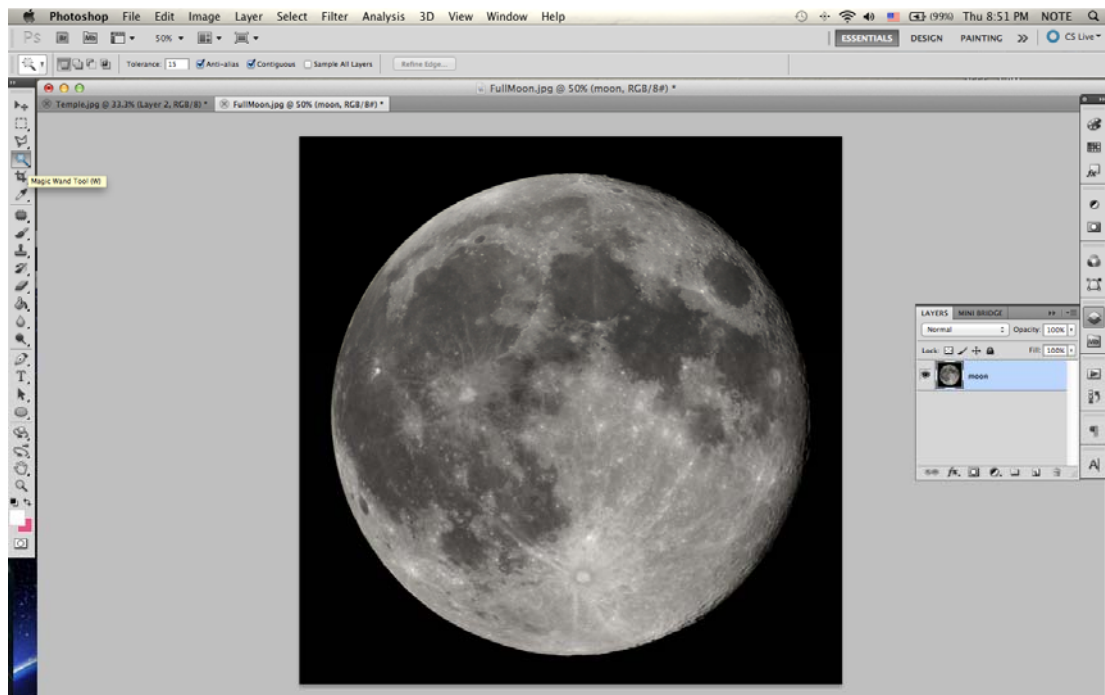 Photoshop File Edit Image Layer Select Filter Analysis 3D View Window Help (99%) Thu 8:51 PM NOTE
Ps Br Mb 50% ESSENTIALS DESIGN PAINTING >> CS Live
Tolerance: 15 Anti-alias Contiguous Sample All Layers Refine Edge...
FullMoon.jpg @ 50% (moon, RGB/8#) *
Temple.jpg @ 33.3% (Layer 2, RGB/8) * FullMoon.jpg @ 50% (moon, RGB/8#) *
Magic Wand Tool (W)
LAYERS MINI BRIDGE
Normal Opacity: 100%
Lock: Fill: 100%
moon